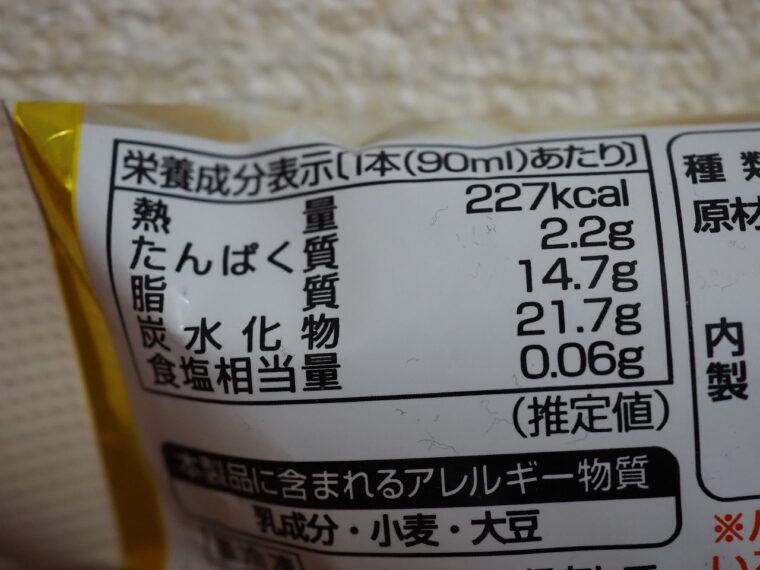 栄養成分表示〔1本(90ml)あたり〕
熱量 227kcal
たんぱく質 2.2g
脂質 14.7g
炭水化物 21.7g
食塩相当量 0.06g
(推定値)
本製品に含まれるアレルギー物質
乳成分・小麦・大豆
種類
原材
内
製
※